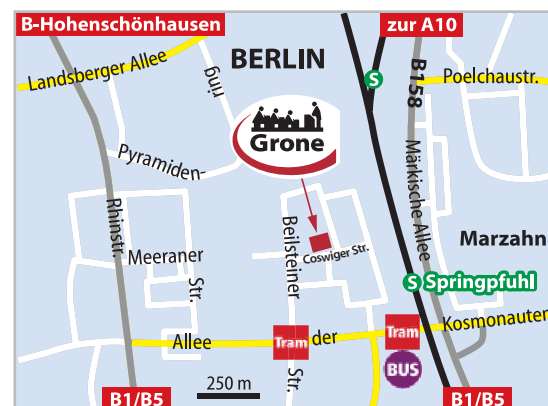 B-Hohenschönhausen
zur A10
BERLIN
Landsberger Allee
ring
S
B158
Poelchaustr.
Grone
Pyramiden-
Rhinstr.
Mäkische Allee
Meeraner
Str.
Beilsteiner
Str.
Coswiger Str.
Marzahn
S Springpfuhl
Kosmonauten
Allee
Tram
der
Tram
BUS
250 m
B1/B5
B1/B5